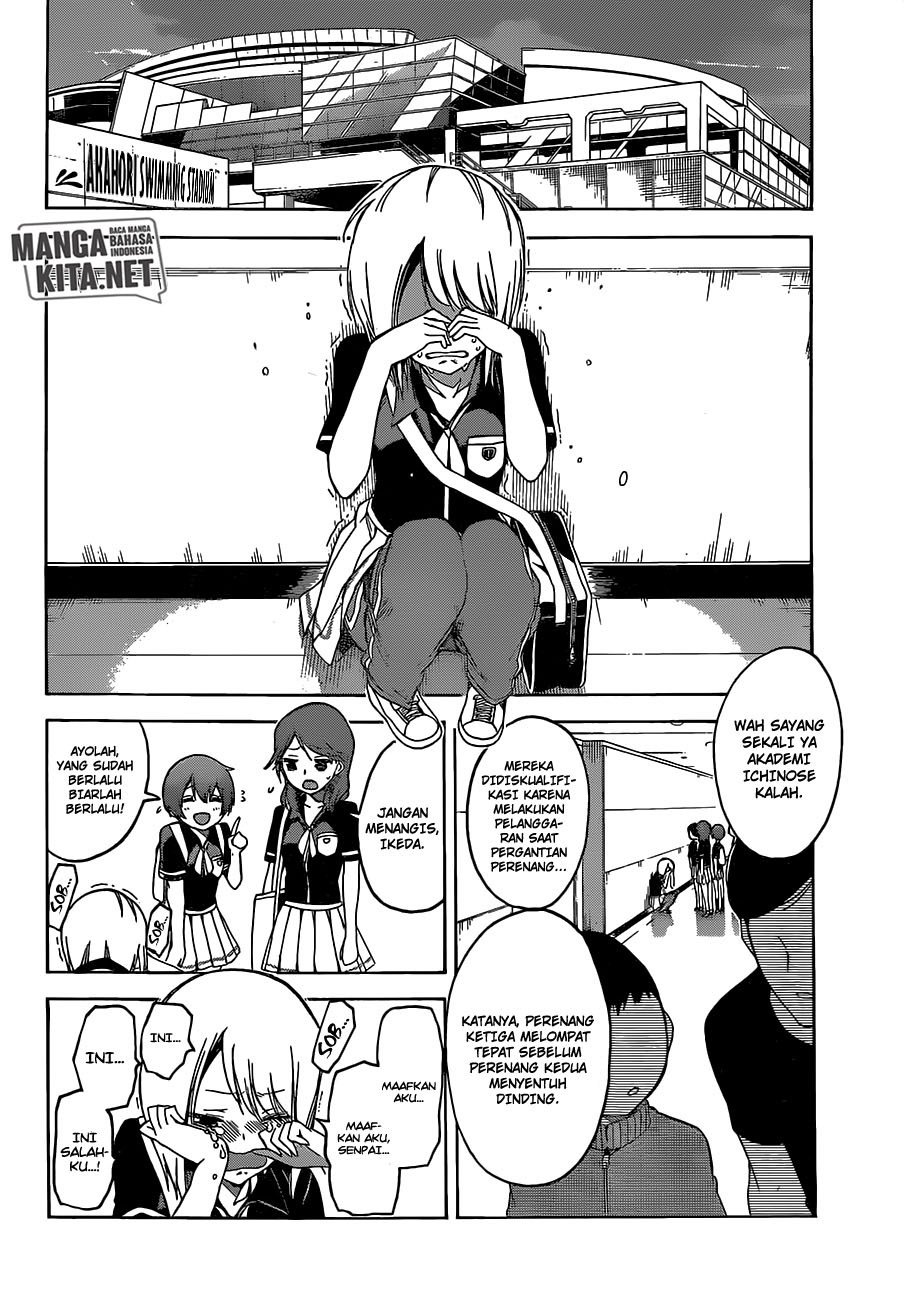 AKAHORI SWIMMING STADIUM
MANGA
BACA MANGA
BAHASA
INDONESIA
KITA.NET
WAH SAYANG
SEKALI YA
AKADEMI
ICHINOSE
KALAH.
MEREKA
DIDISKUALIFI-
KASI KARENA
MELAKUKAN
PELANGGA-
RAN SAAT
PERGANTIAN
PERENANG...
KATANYA, PERENANG
KETIGA MELOMPAT
TEPAT SEBELUM
PERENANG KEDUA
MENYENTUH
DINDING.
JANGAN
MENANGIS,
IKEDA.
AYOLAH,
YANG SUDAH
BERLALU
BIARLAH
BERLALU!
SOB...
SOB...
SOB...
MAAFKAN
AKU...
MAAF-
KAN AKU,
SENPAI...
INI...
INI...
INI
SALAH-
KU...!